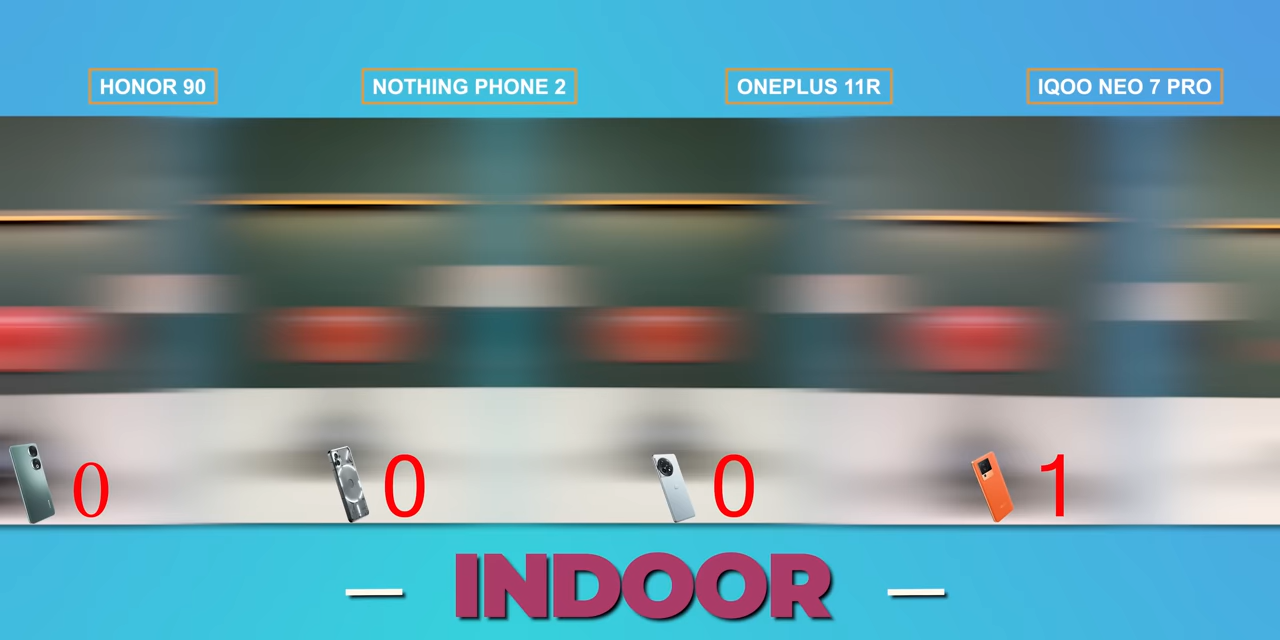 HONOR 90
NOTHING PHONE 2
ONEPLUS 11R
IQOO NEO 7 PRO
0
0
0
1
INDOOR